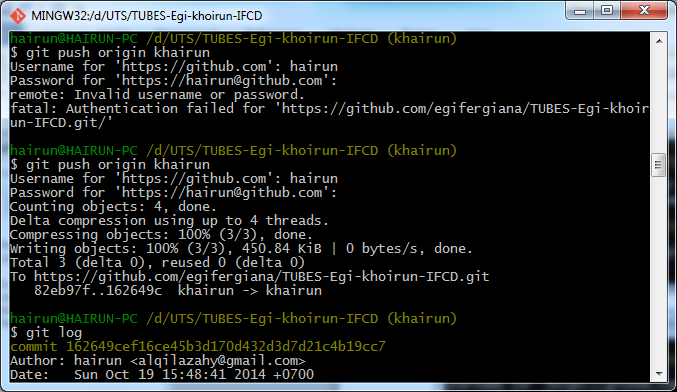 MINGW32:/d/UTS/TUBES-Egi-khoirun-IFCD
hairun@HAIRUN-PC /d/UTS/TUBES-Egi-khoirun-IFCD (khairun)
$ git push origin khairun
Username for 'https://github.com': hairun
Password for 'https://hairun@github.com':
remote: Invalid username or password.
fatal: Authentication failed for 'https://github.com/egifergiana/TUBES-Egi-khoir
un-IFCD.git/'
hairun@HAIRUN-PC /d/UTS/TUBES-Egi-khoirun-IFCD (khairun)
$ git push origin khairun
Username for 'https://github.com': hairun
Password for 'https://hairun@github.com':
Counting objects: 4, done.
Delta compression using up to 4 threads.
Compressing objects: 100% (3/3), done.
Writing objects: 100% (3/3), 450.84 KiB | 0 bytes/s, done.
Total 3 (delta 0), reused 0 (delta 0)
To https://github.com/egifergiana/TUBES-Egi-khoirun-IFCD.git
   82eb97f..162649c  khairun -> khairun
hairun@HAIRUN-PC /d/UTS/TUBES-Egi-khoirun-IFCD (khairun)
$ git log
commit 162649cef16ce45b3d170d432d3d7d21c4b19cc7
Author: hairun <alqilazahy@gmail.com>
Date:   Sun Oct 19 15:48:41 2014 +0700